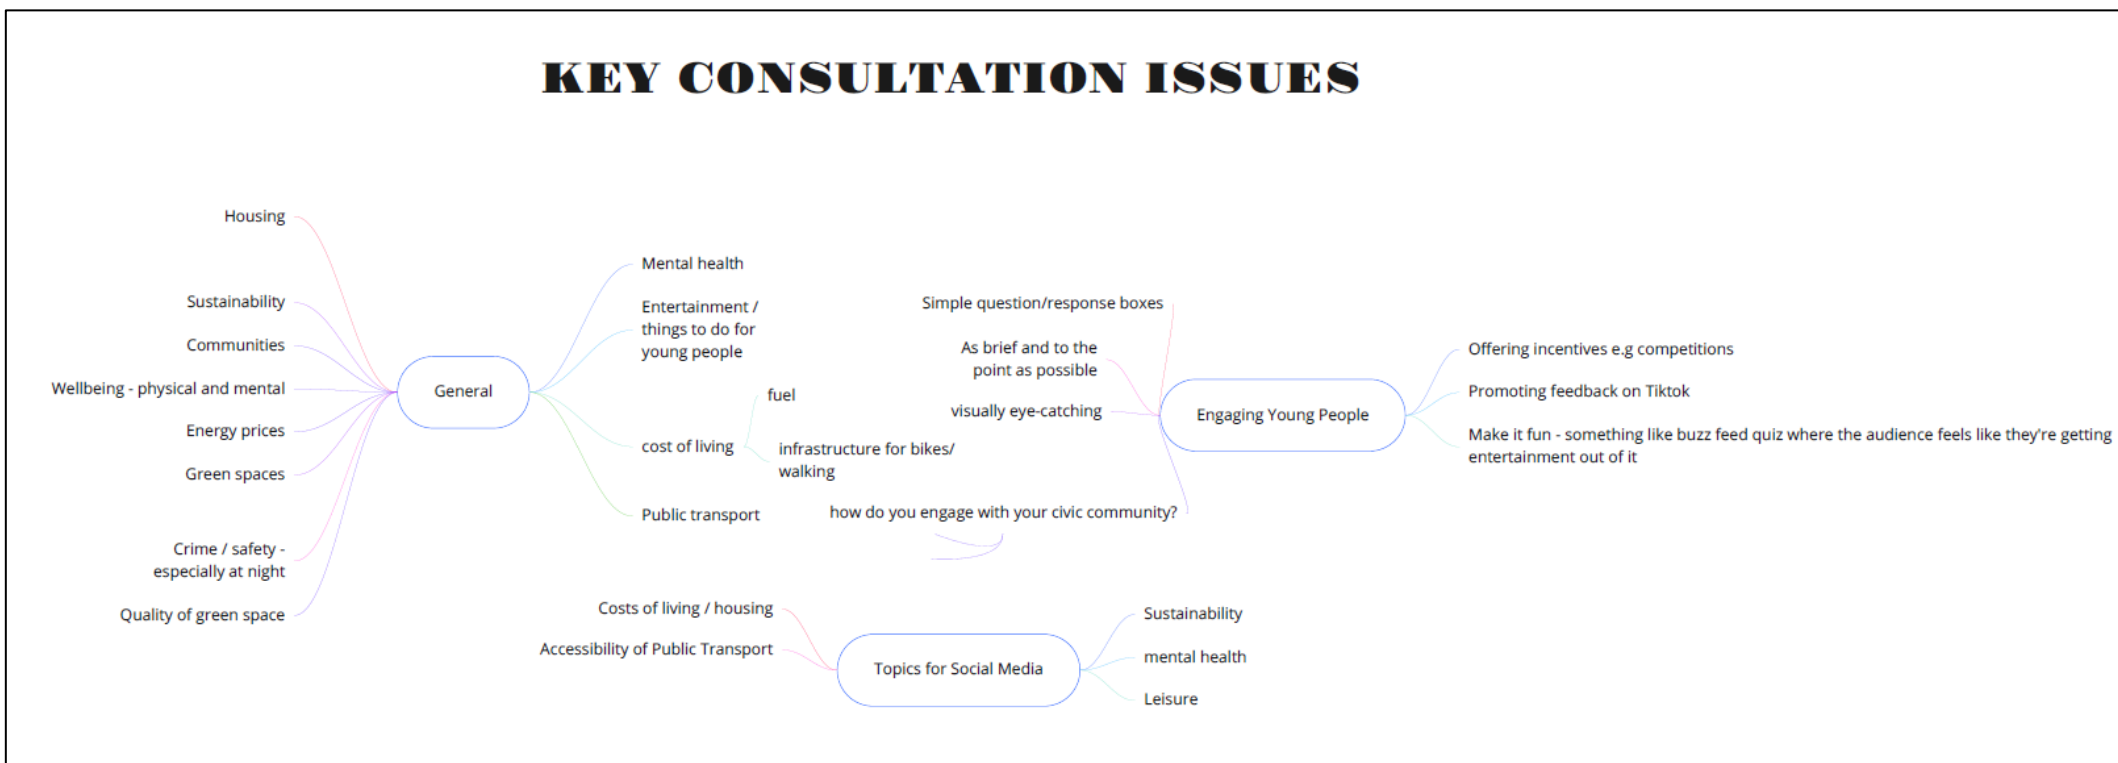 KEY CONSULTATION ISSUES
Housing
Sustainability
Communities
Wellbeing - physical and mental
Energy prices
Green spaces
Crime / safety -
especially at night
Quality of green space
General
Mental health
Entertainment /
things to do for
young people
cost of living
fuel
infrastructure for bikes/
walking
Public transport
Simple question/response boxes
As brief and to the
point as possible
visually eye-catching
how do you engage with your civic community?
Engaging Young People
Offering incentives e.g competitions
Promoting feedback on Tiktok
Make it fun - something like buzz feed quiz where the audience feels like they're getting
entertainment out of it
Costs of living / housing
Accessibility of Public Transport
Topics for Social Media
Sustainability
mental health
Leisure